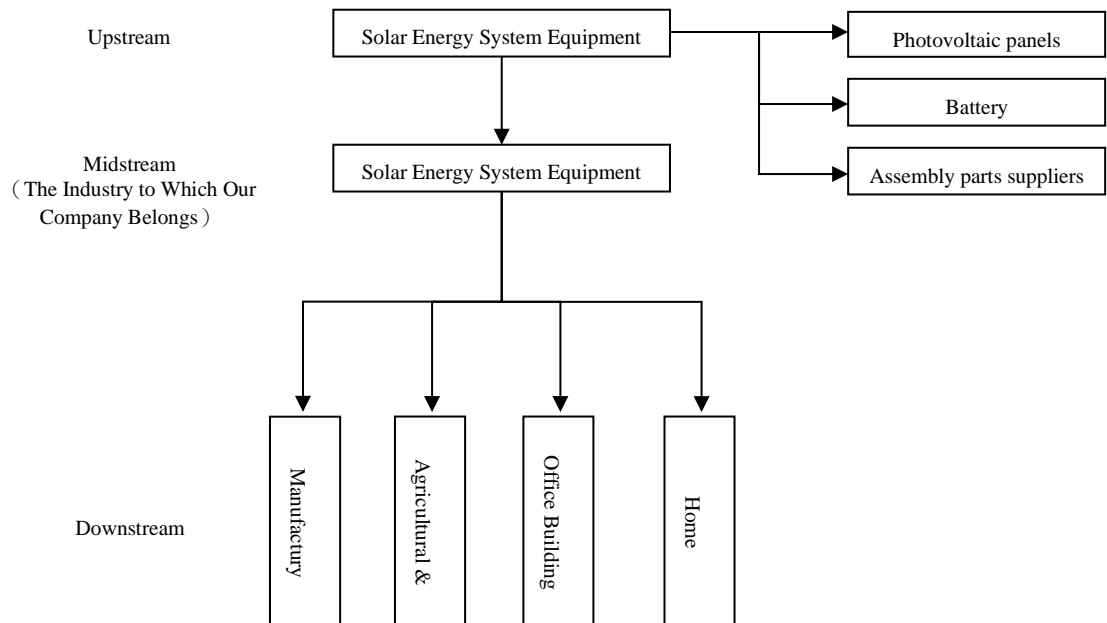 Upstream
Solar Energy System Equipment
Photovoltaic panels
Battery
Assembly parts suppliers
Midstream
（The Industry to Which Our
Company Belongs）
Solar Energy System Equipment
Downstream
Manufactury
Agricultural &
Office Building
Home